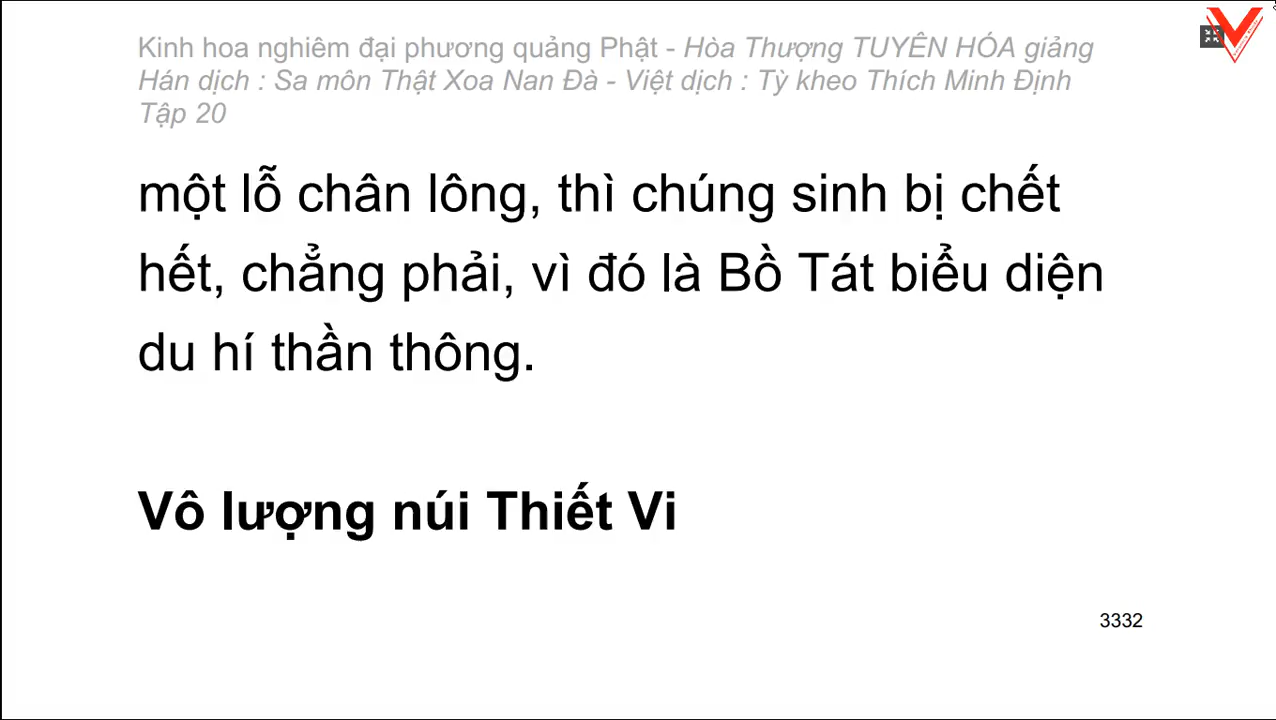 Kinh hoa nghiêm đại phương quảng Phật - Hòa Thượng TUYÊN HÓA giảng
Hán dịch : Sa môn Thật Xoa Nan Đà - Việt dịch : Tỳ kheo Thích Minh Định
Tập 20
một lỗ chân lông, thì chúng sinh bị chết
hết, chẳng phải, vì đó là Bồ Tát biểu diện
du hí thần thông.
Vô lượng núi Thiết Vi
3332